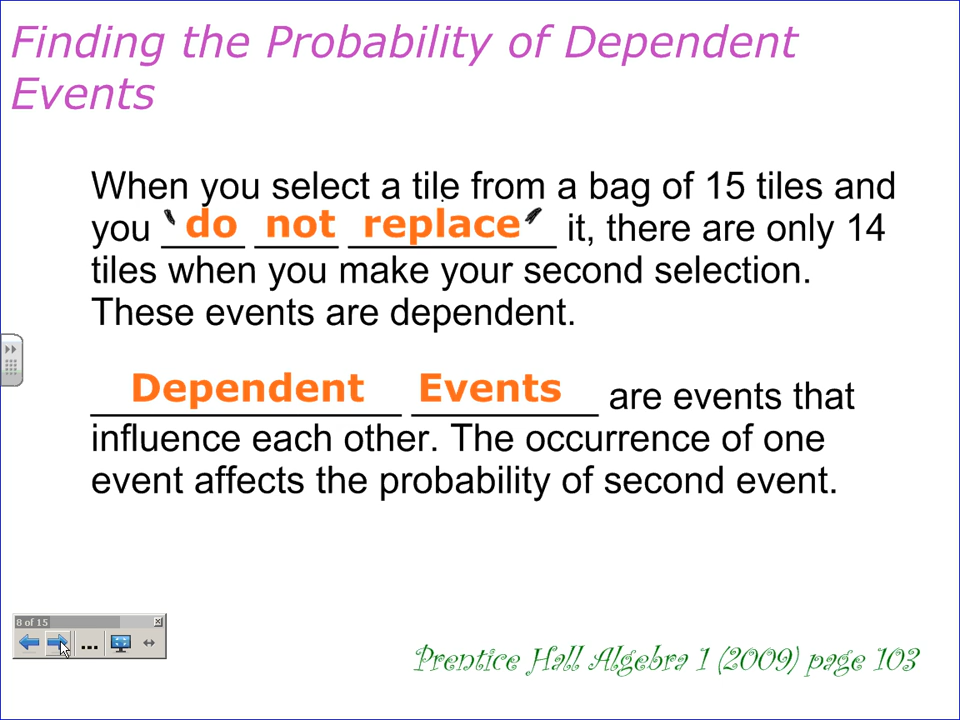 Finding the Probability of Dependent
Events
When you select a tile from a bag of 15 tiles and
you "do not replace" it, there are only 14
tiles when you make your second selection.
These events are dependent.
Dependent Events are events that
influence each other. The occurrence of one
event affects the probability of second event.
8 of 15
Prentice Hall Algebra 1 (2009) page 103